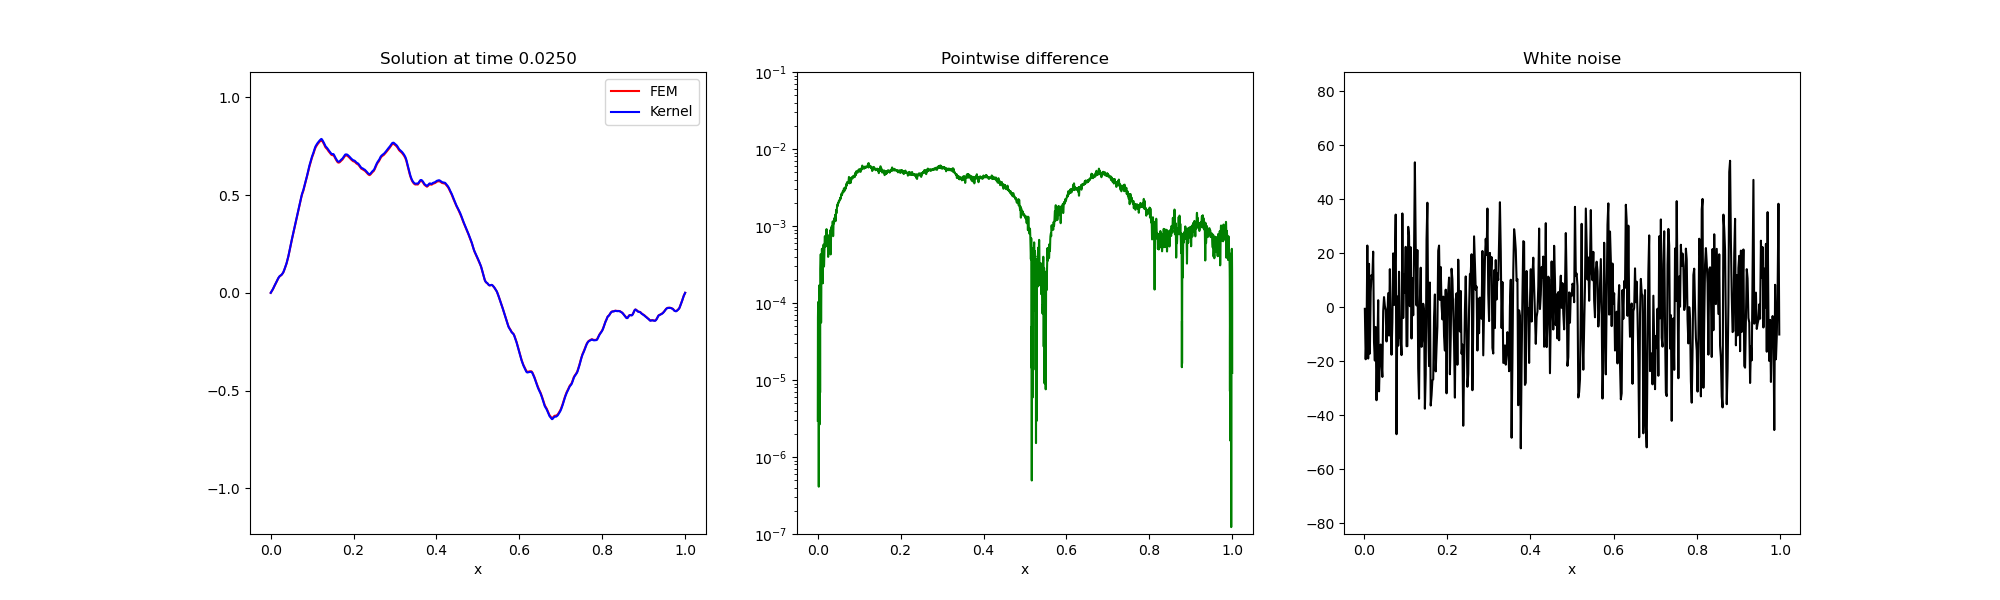 Solution at time 0.0250
1.0
0.5
0.0
−0.5
−1.0
FEM
Kernel
0.0 0.2 0.4 0.6 0.8 1.0
x
Pointwise difference
10⁻¹
10⁻²
10⁻³
10⁻⁴
10⁻⁵
10⁻⁶
10⁻⁷
0.0 0.2 0.4 0.6 0.8 1.0
x
White noise
80
60
40
20
0
−20
−40
−60
−80
0.0 0.2 0.4 0.6 0.8 1.0
x